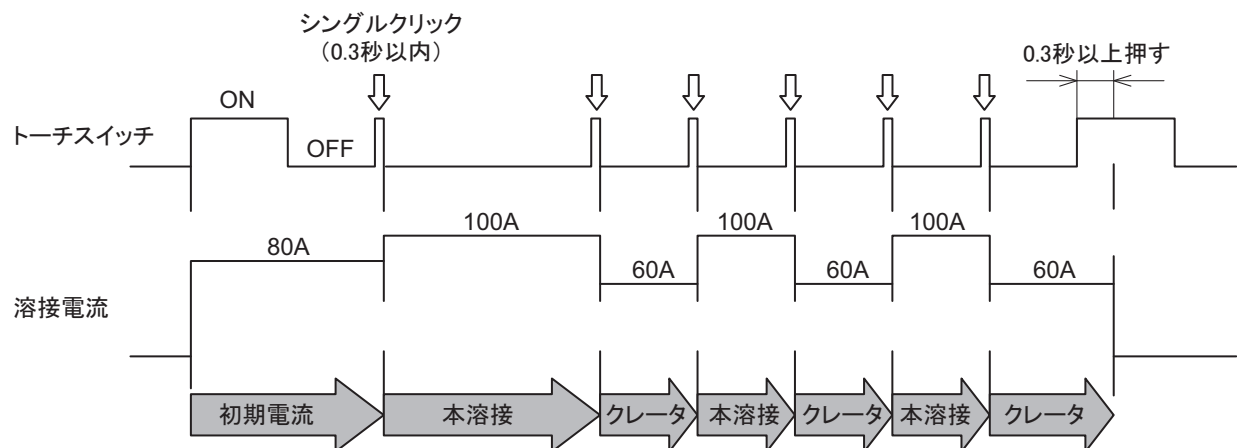 シングルクリック
（0.3秒以内）
0.3秒以上押す
ON
トーチスイッチ
OFF
100A
100A
100A
80A
60A
60A
60A
溶接電流
初期電流
本溶接
クレータ
本溶接
クレータ
本溶接
クレータ